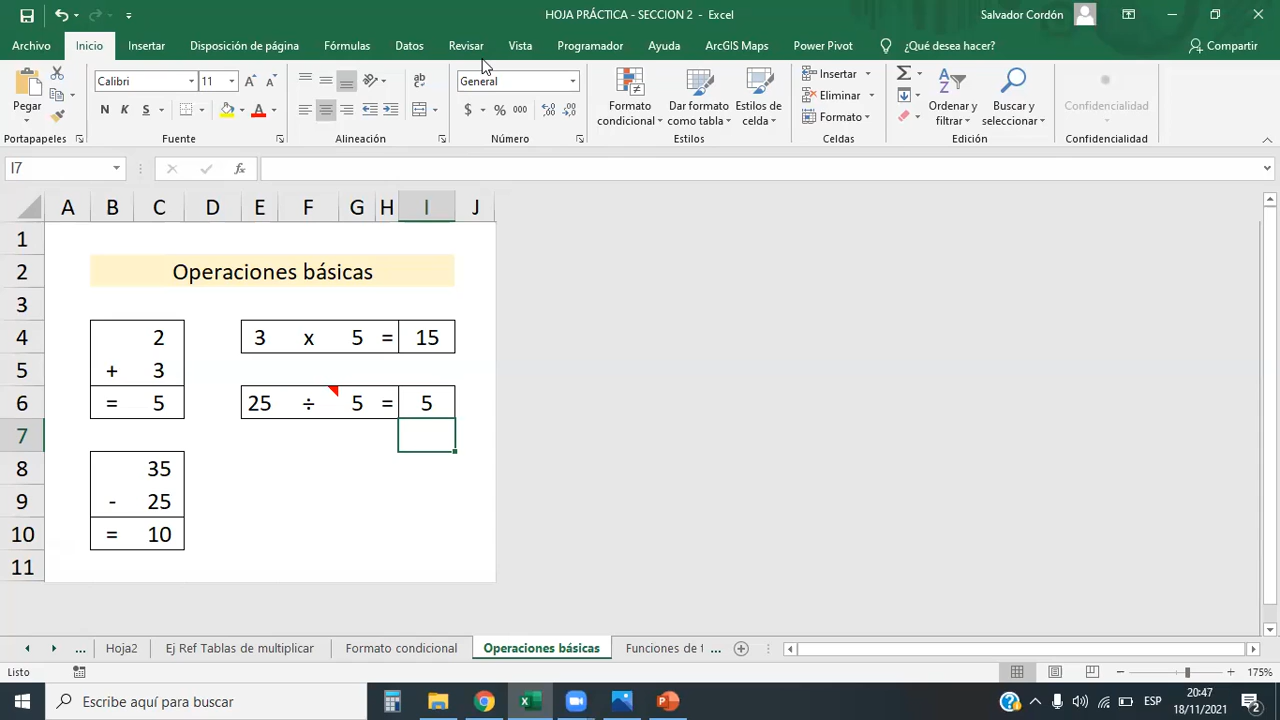 HOJA PRÁCTICA - SECCION 2 - Excel
Salvador Cordón
Archivo Inicio Insertar Disposición de página Fórmulas Datos Revisar Vista Programador Ayuda ArcGIS Maps Power Pivot ¿Qué desea hacer? Compartir
Pegar
Calibri 11
N K S
ab
General
$ % 000
Formato condicional
Dar formato como tabla
Estilos de celda
Insertar
Eliminar
Formato
Ordenar y filtrar
Buscar y seleccionar
Confidencialidad
Portapapeles Fuente Alineación Número Estilos Celdas Edición Confidencialidad
I7 fx
A B C D E F G H I J
1
2 Operaciones básicas
3
4 2 3 x 5 = 15
5 + 3
6 = 5 25 ÷ 5 = 5
7
8 35
9 - 25
10 = 10
11
... Hoja2 Ej Ref Tablas de multiplicar Formato condicional Operaciones básicas Funciones de t ...
Listo 175%
Escribe aquí para buscar
ESP
20:47
18/11/2021
2